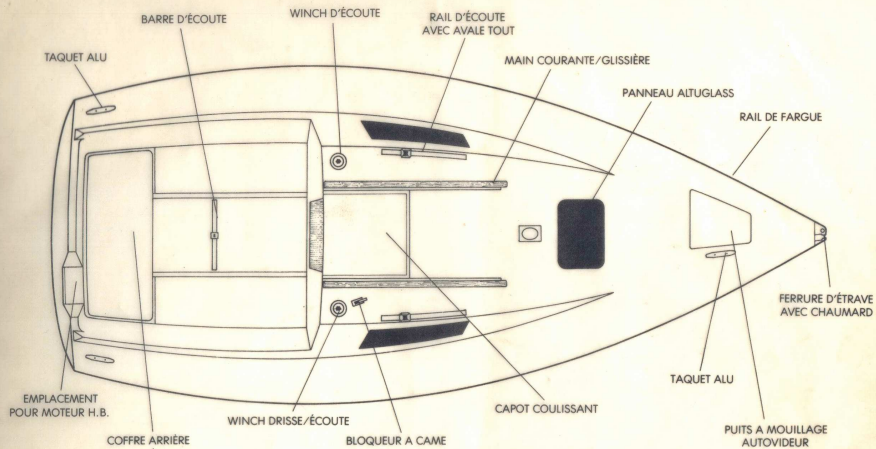 BARRE D'ÉCOUTE
WINCH D'ÉCOUTE
RAIL D'ÉCOUTE
AVEC AVALE TOUT
TAQUET ALU
MAIN COURANTE/GLISSIÈRE
PANNEAU ALTUGLASS
RAIL DE FARGUE
FERRURE D'ÉTRAVE
AVEC CHAUMARD
TAQUET ALU
EMPLACEMENT
POUR MOTEUR H.B.
WINCH DRISSE/ÉCOUTE
CAPOT COULISSANT
COFFRE ARRIÈRE
BLOQUEUR A CAME
PUITS A MOUILLAGE
AUTOVIDEUR